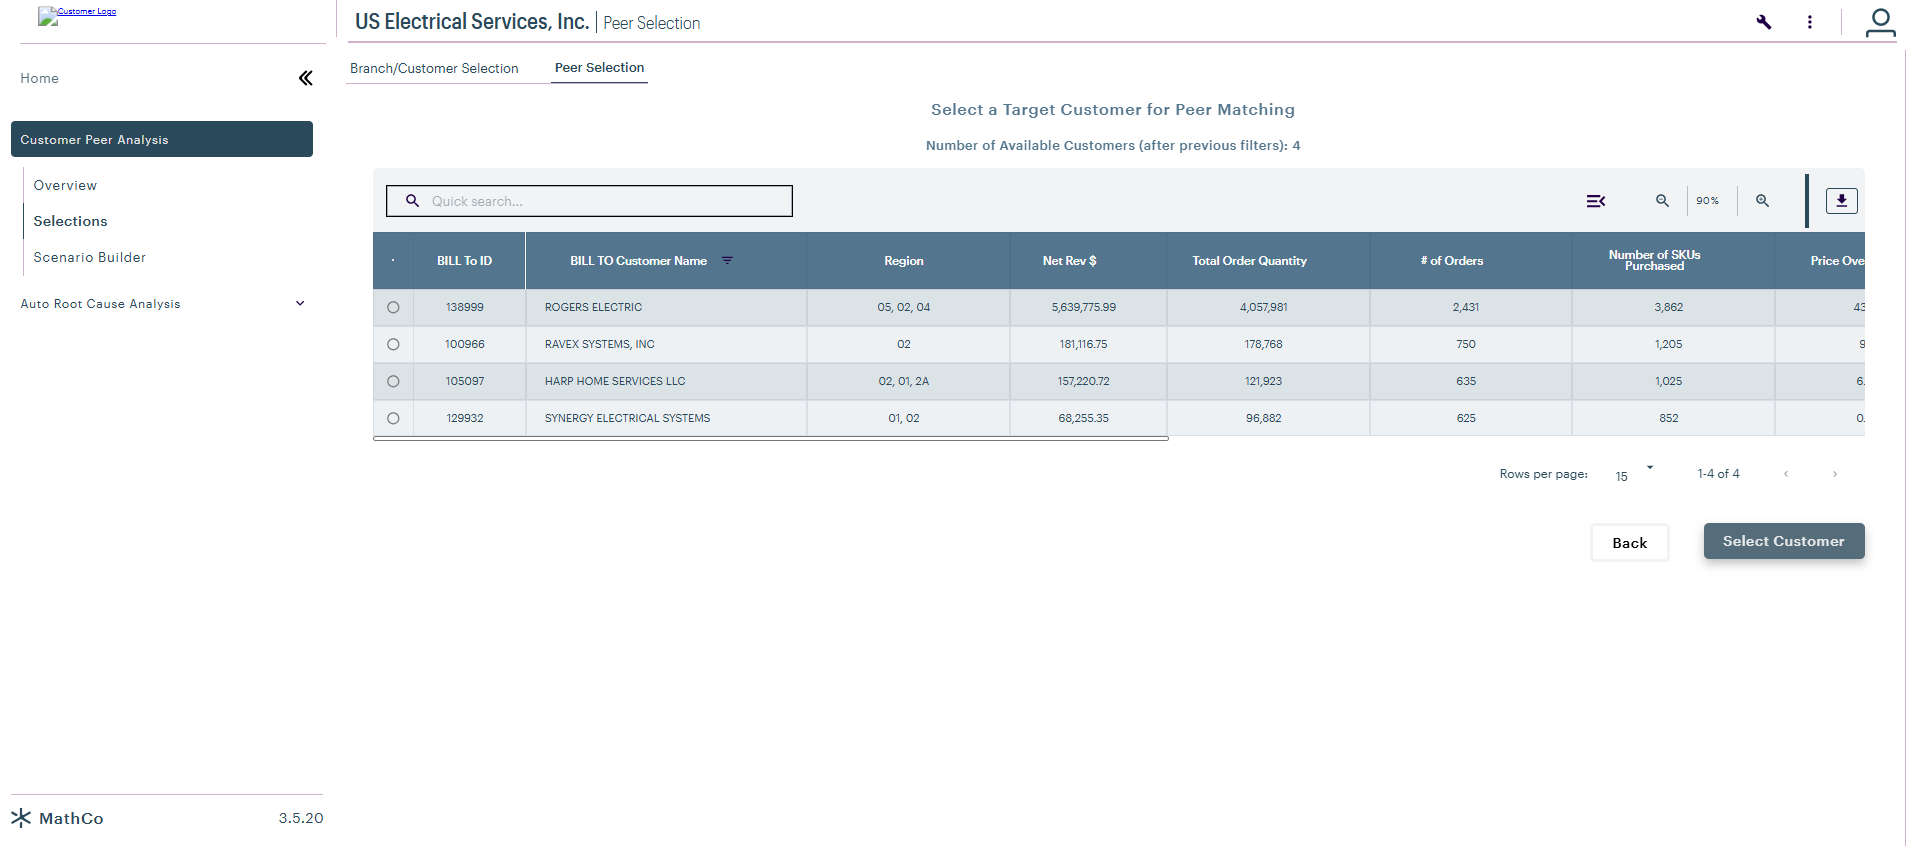 Customer Logo
US Electrical Services, Inc. | Peer Selection
Home
Branch/Customer Selection
Peer Selection
Customer Peer Analysis
Overview
Selections
Scenario Builder
Auto Root Cause Analysis
Select a Target Customer for Peer Matching
Number of Available Customers (after previous filters): 4
Quick search...
90%
BILL To ID BILL TO Customer Name Region Net Rev $ Total Order Quantity # of Orders Number of SKUs Purchased Price Ove
138999 ROGERS ELECTRIC 05, 02, 04 5,639,775.99 4,057,981 2,431 3,862 43
100966 RAVEX SYSTEMS, INC 02 181,116.75 178,768 750 1,205 9
105097 HARP HOME SERVICES LLC 02, 01, 2A 157,220.72 121,923 635 1,025 6.
129932 SYNERGY ELECTRICAL SYSTEMS 01, 02 68,255.35 96,882 625 852 0.
Rows per page: 15 1-4 of 4
Back
Select Customer
MathCo 3.5.20